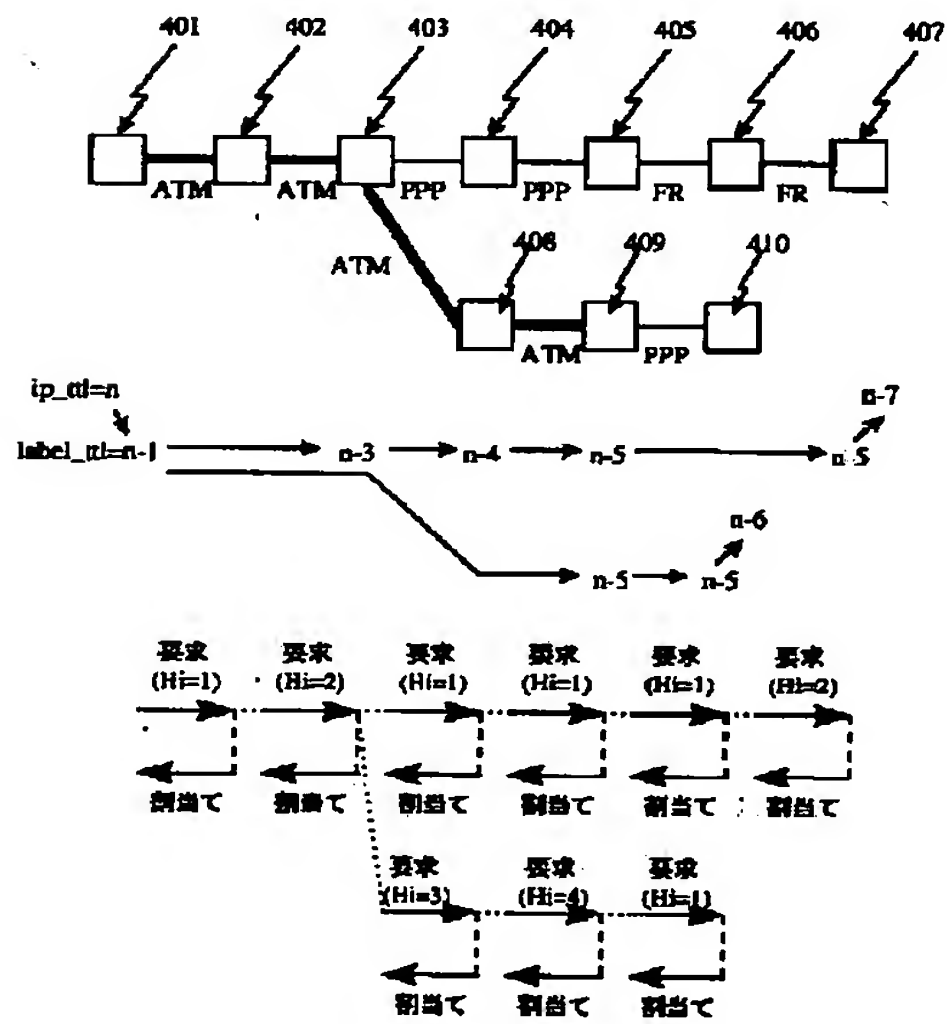 401 402 403 404 405 406 407
ATM ATM PPP PPP FR FR
408 409 410
ATM
ATM PPP
ip_ttl=n
n-7
label_ttl=n-1 n-3 n-4 n-5 n-5
n-6
n-5 n-5
要求 要求 要求 要求 要求 要求
(Hi=1) (Hi=2) (Hi=1) (Hi=1) (Hi=1) (Hi=2)
割当て 割当て 割当て 割当て 割当て 割当て
要求 要求 要求
(Hi=3) (Hi=4) (Hi=1)
割当て 割当て 割当て